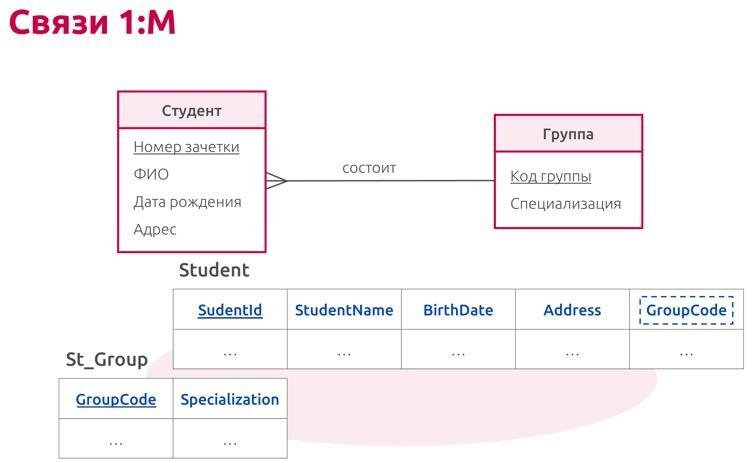 Связи 1:М
Студент
Номер зачетки
ФИО
Дата рождения
Адрес
состоит
Группа
Код группы
Специализация
Student
SudentId StudentName BirthDate Address GroupCode
... ... ... ... ...
St_Group
GroupCode Specialization
... ...